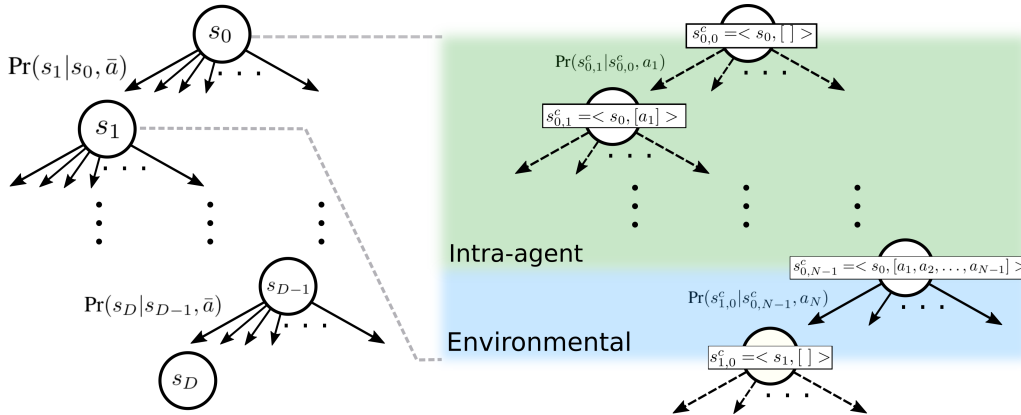 s_0
Pr(s_1|s_0, ā)
. . .
s_1
. . .
s_{D−1}
Pr(s_D|s_{D−1}, ā)
. . .
s_D
s^c_{0,0} =< s_0, [ ] >
Pr(s^c_{0,1}|s^c_{0,0}, a_1)
. . .
s^c_{0,1} =< s_0, [a_1] >
. . .
Intra-agent
s^c_{0,N−1} =< s_0, [a_1, a_2, . . . , a_{N−1}] >
Pr(s^c_{1,0}|s^c_{0,N−1}, a_N)
. . .
Environmental
s^c_{1,0} =< s_1, [ ] >
. . .